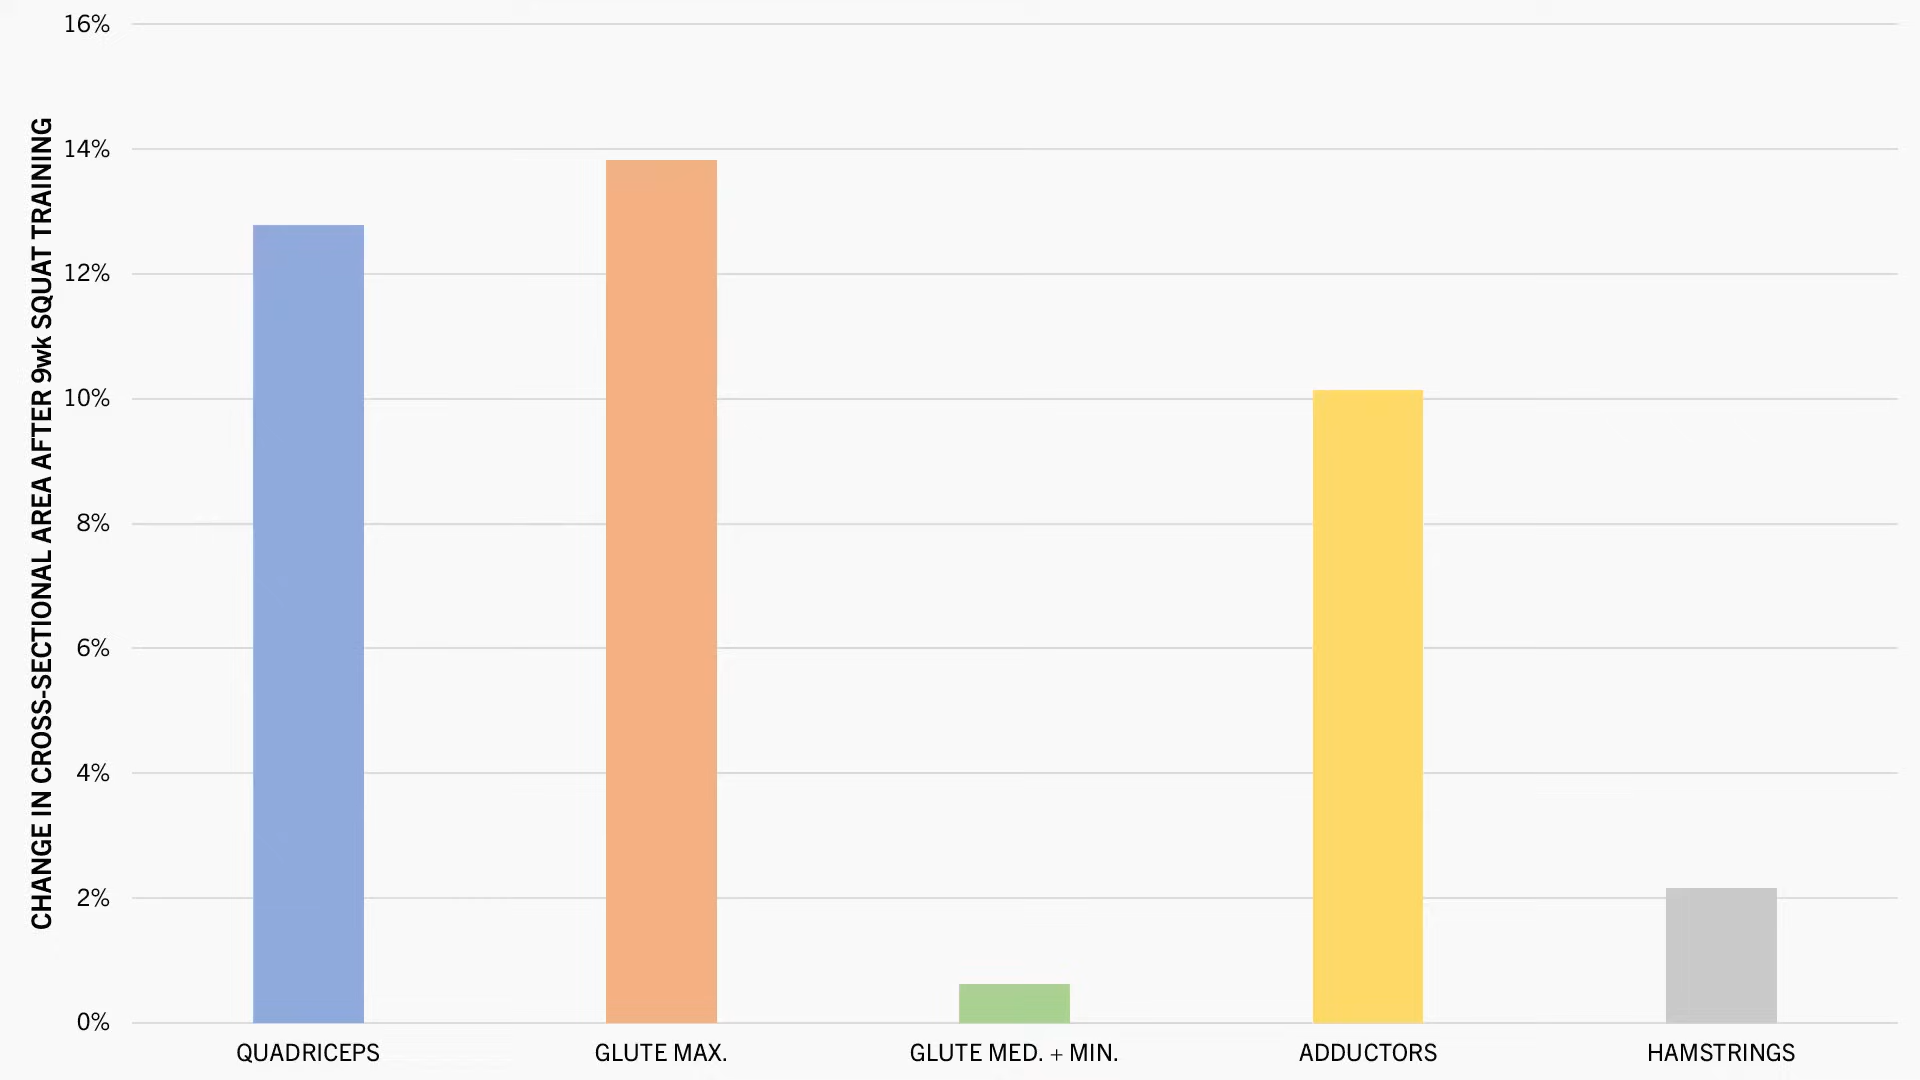 CHANGE IN CROSS-SECTIONAL AREA AFTER 9wk SQUAT TRAINING
16%
14%
12%
10%
8%
6%
4%
2%
0%
QUADRICEPS
GLUTE MAX.
GLUTE MED. + MIN.
ADDUCTORS
HAMSTRINGS